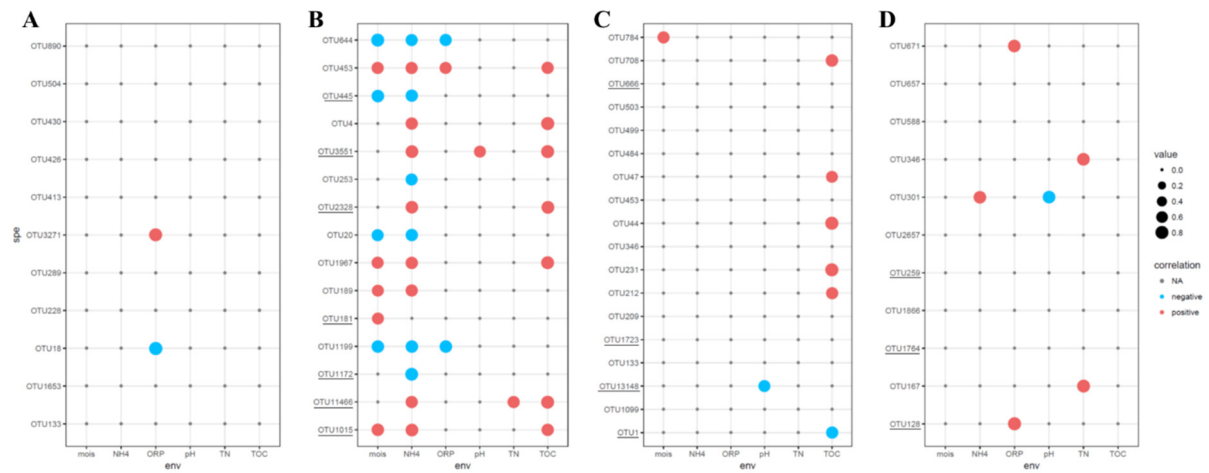 A
B
C
D
spe
OTU890
OTU504
OTU430
OTU426
OTU413
OTU3271
OTU289
OTU228
OTU18
OTU1653
OTU133
mois NH4 ORP pH TN TOC
env
OTU644
OTU453
OTU445
OTU4
OTU3551
OTU253
OTU2328
OTU20
OTU1967
OTU189
OTU181
OTU1199
OTU1172
OTU11466
OTU1015
mois NH4 ORP pH TN TOC
env
OTU784
OTU708
OTU666
OTU503
OTU499
OTU484
OTU47
OTU453
OTU44
OTU346
OTU231
OTU212
OTU209
OTU1723
OTU133
OTU13148
OTU1099
OTU1
mois NH4 ORP pH TN TOC
env
OTU671
OTU657
OTU588
OTU346
OTU301
OTU2657
OTU259
OTU1866
OTU1764
OTU167
OTU128
mois NH4 ORP pH TN TOC
env
value
0.0
0.2
0.4
0.6
0.8
correlation
NA
negative
positive